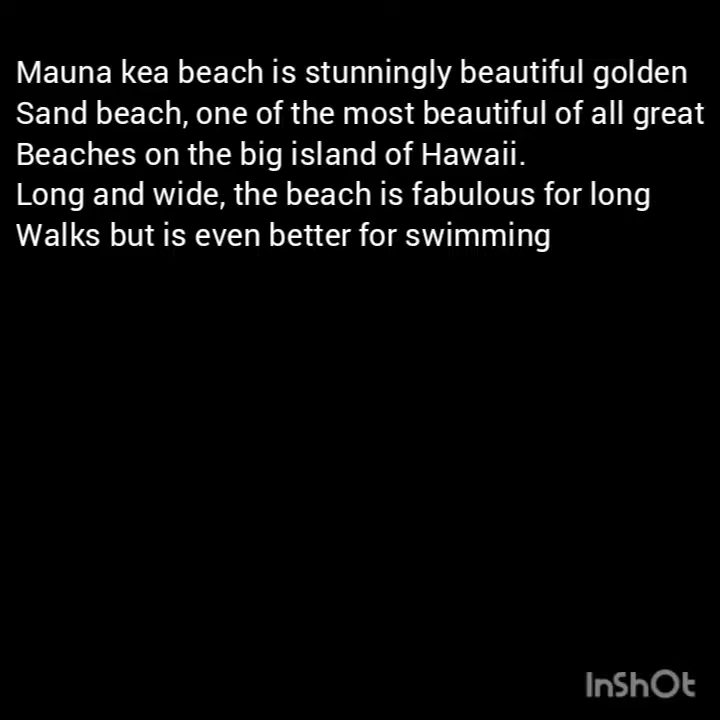 Mauna kea beach is stunningly beautiful golden
Sand beach, one of the most beautiful of all great
Beaches on the big island of Hawaii.
Long and wide, the beach is fabulous for long
Walks but is even better for swimming
InShOt